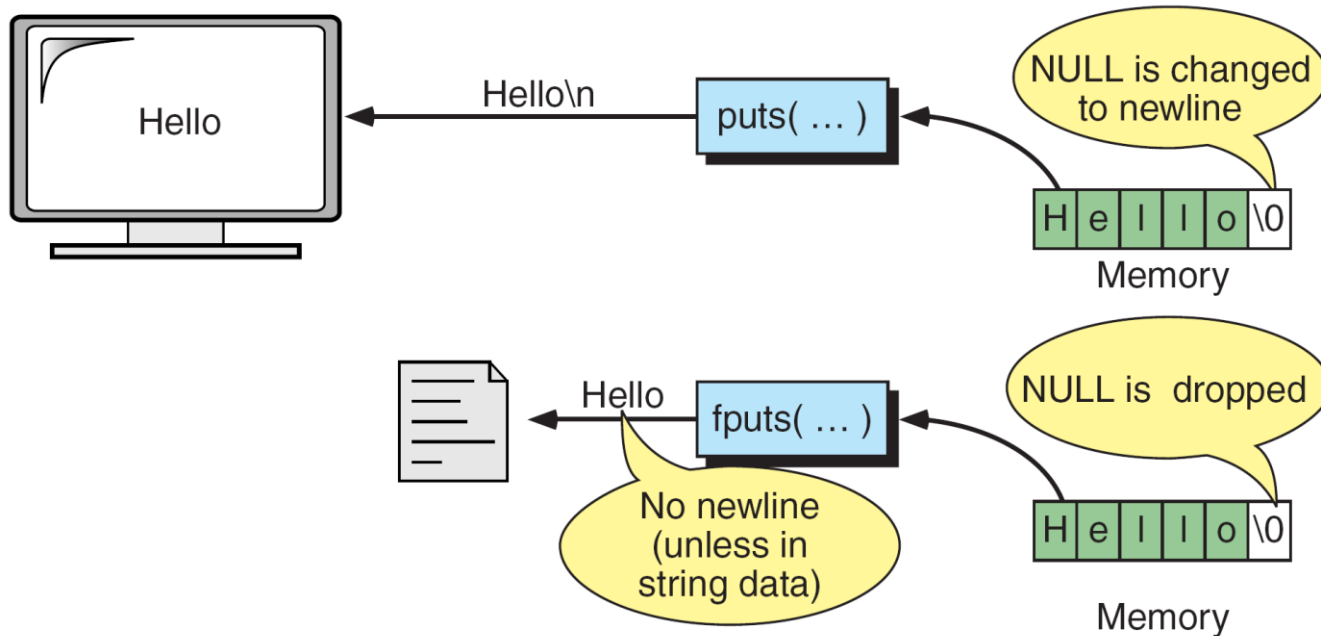 NULL is changed
to newline
Hello\n
puts( … )
Hello
H e l l o \0
Memory
NULL is dropped
Hello
fputs( … )
No newline
(unless in
string data)
H e l l o \0
Memory